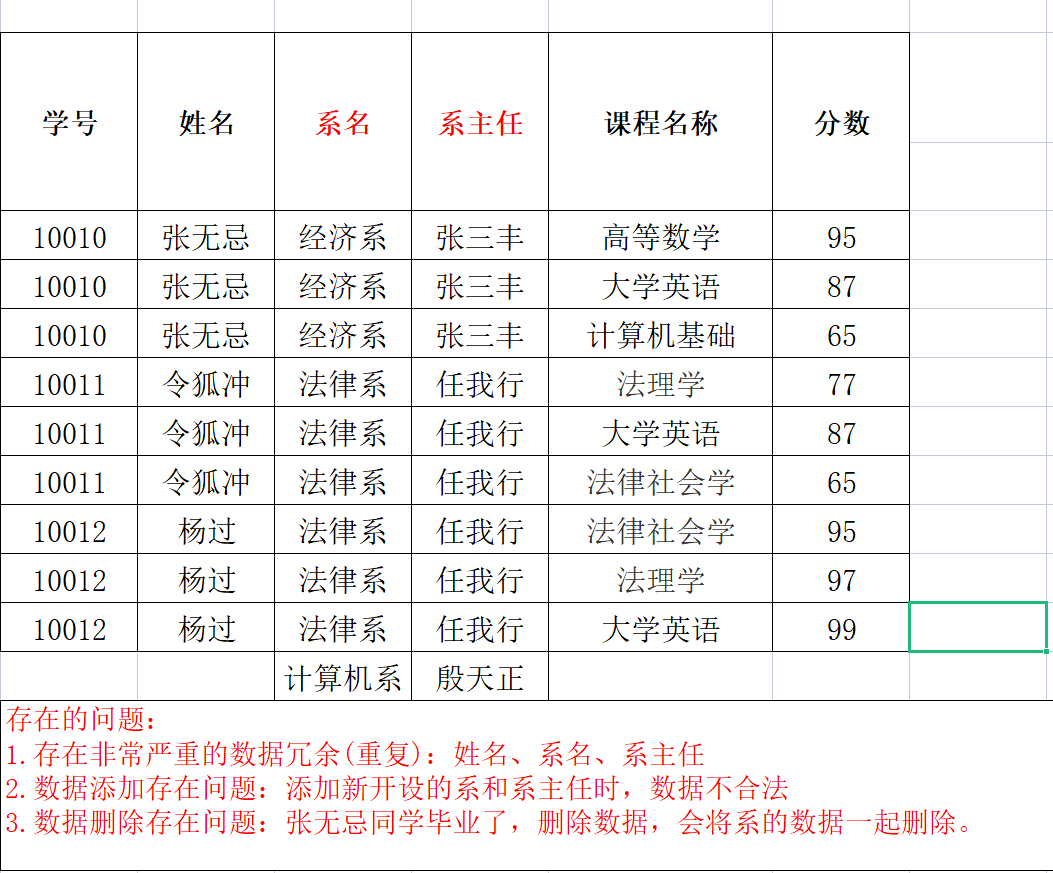 学号 姓名 系名 系主任 课程名称 分数
10010 张无忌 经济系 张三丰 高等数学 95
10010 张无忌 经济系 张三丰 大学英语 87
10010 张无忌 经济系 张三丰 计算机基础 65
10011 令狐冲 法律系 任我行 法理学 77
10011 令狐冲 法律系 任我行 大学英语 87
10011 令狐冲 法律系 任我行 法律社会学 65
10012 杨过 法律系 任我行 法律社会学 95
10012 杨过 法律系 任我行 法理学 97
10012 杨过 法律系 任我行 大学英语 99
计算机系 殷天正
存在的问题：
1.存在非常严重的数据冗余(重复)：姓名、系名、系主任
2.数据添加存在问题：添加新开设的系和系主任时，数据不合法
3.数据删除存在问题：张无忌同学毕业了，删除数据，会将系的数据一起删除。